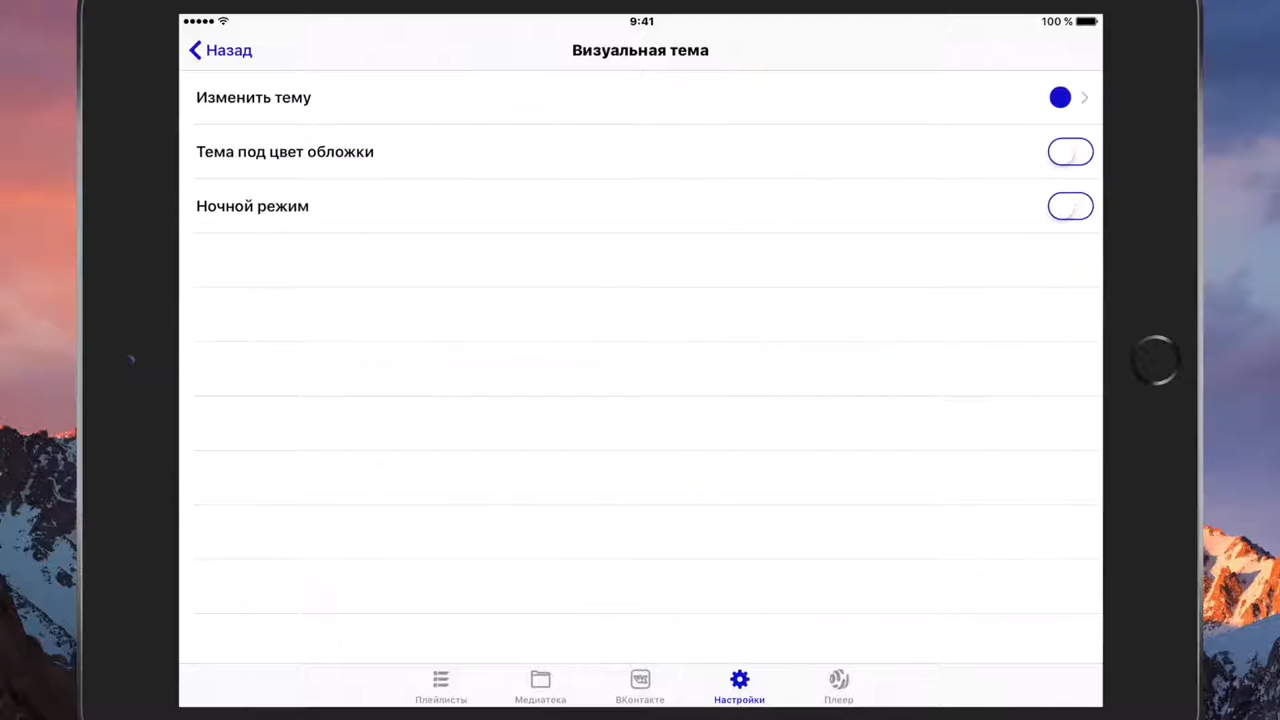 9:41
100 %
Назад
Визуальная тема
Изменить тему
Тема под цвет обложки
Ночной режим
Плейлисты
Медиатека
ВКонтакте
Настройки
Плеер